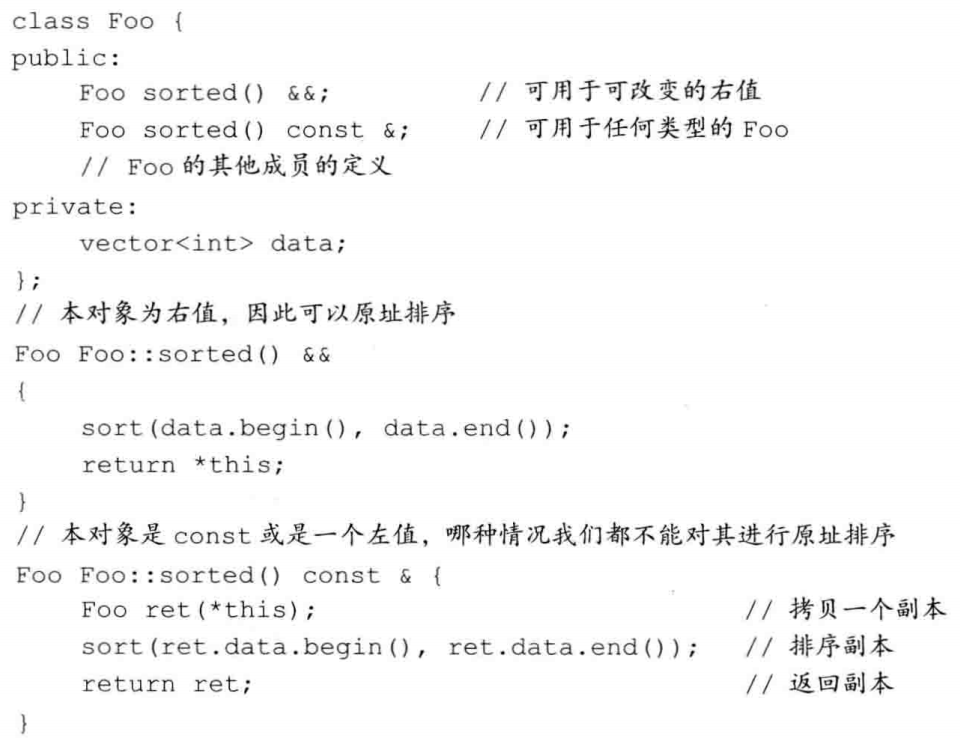 class Foo {
public:
    Foo sorted() &&;          // 可用于可改变的右值
    Foo sorted() const &;     // 可用于任何类型的 Foo
    // Foo 的其他成员的定义
private:
    vector<int> data;
};
// 本对象为右值，因此可以原址排序
Foo Foo::sorted() &&
{
    sort(data.begin(), data.end());
    return *this;
}
// 本对象是 const 或是一个左值，哪种情况我们都不能对其进行原址排序
Foo Foo::sorted() const & {
    Foo ret(*this);                         // 拷贝一个副本
    sort(ret.data.begin(), ret.data.end());   // 排序副本
    return ret;                             // 返回副本
}